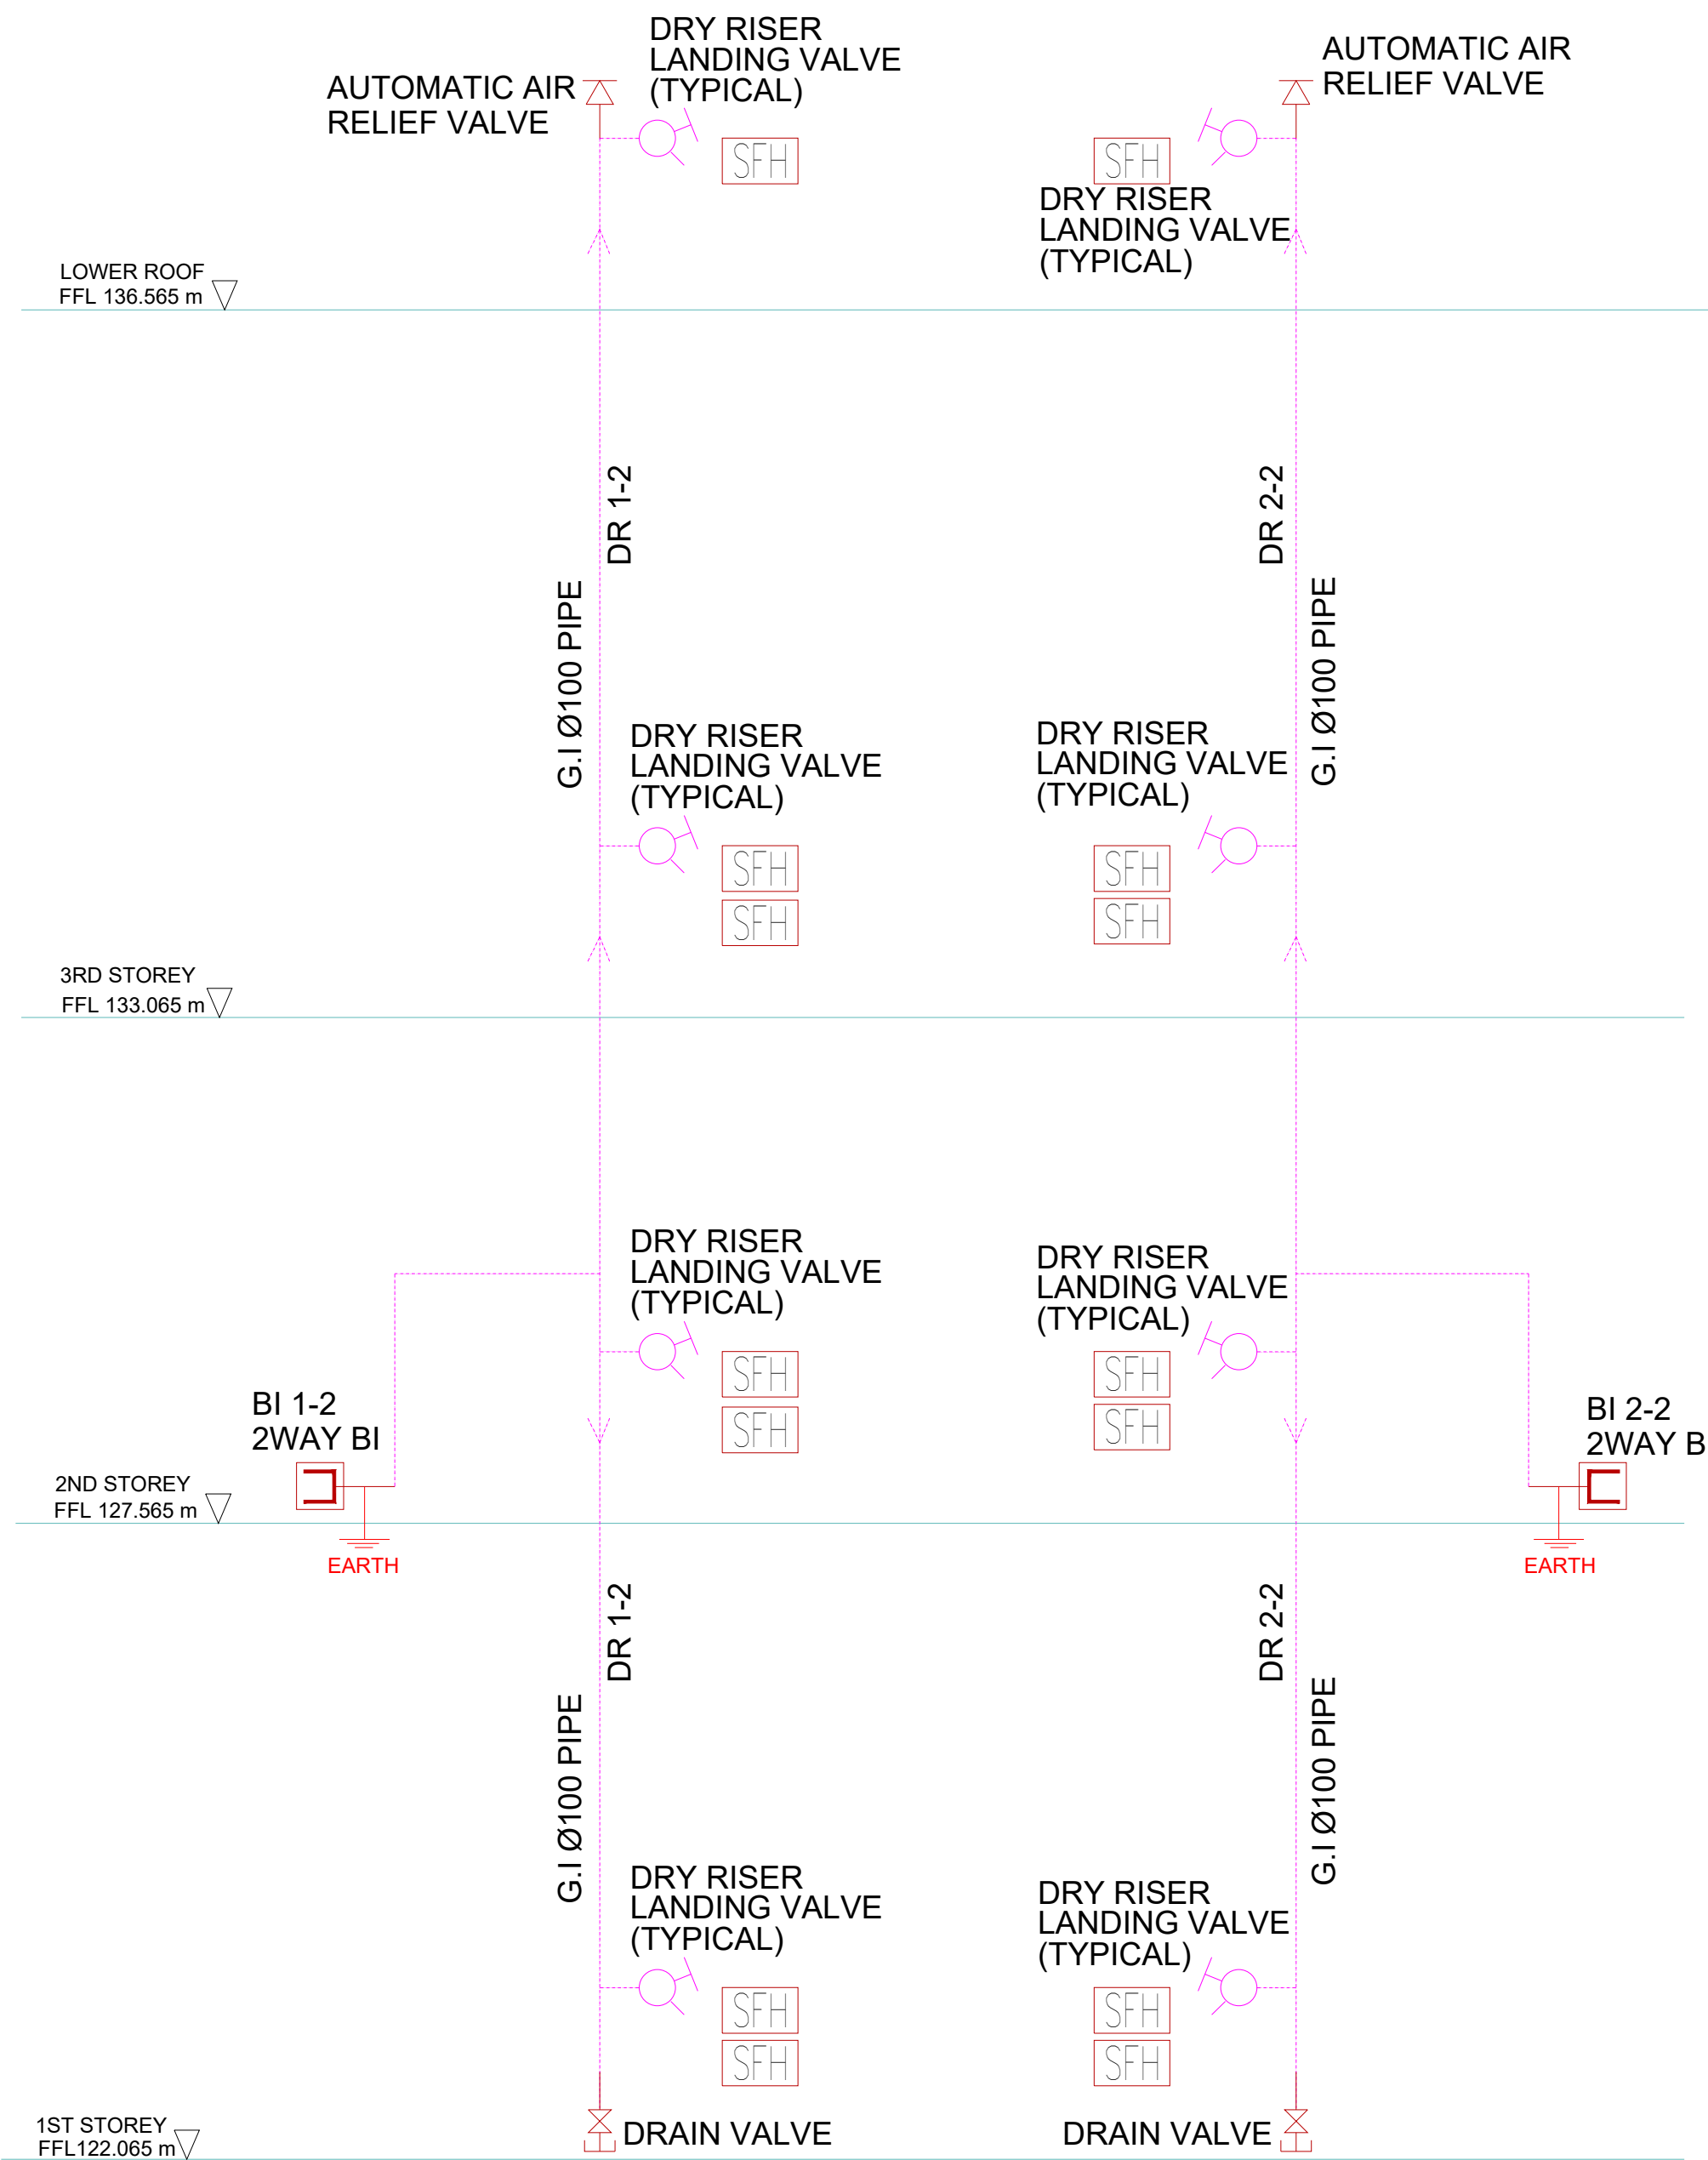 DRY RISER
LANDING VALVE
(TYPICAL)
AUTOMATIC AIR
RELIEF VALVE
AUTOMATIC AIR
RELIEF VALVE
SFH
SFH
DRY RISER
LANDING VALVE
(TYPICAL)
LOWER ROOF
FFL 136.565 m
DR 1-2
DR 2-2
G.I Ø100 PIPE
G.I Ø100 PIPE
DRY RISER
LANDING VALVE
(TYPICAL)
DRY RISER
LANDING VALVE
(TYPICAL)
SFH
SFH
SFH
SFH
3RD STOREY
FFL 133.065 m
DRY RISER
LANDING VALVE
(TYPICAL)
DRY RISER
LANDING VALVE
(TYPICAL)
SFH
SFH
SFH
SFH
BI 1-2
2WAY BI
BI 2-2
2WAY B
2ND STOREY
FFL 127.565 m
EARTH
EARTH
DR 1-2
DR 2-2
G.I Ø100 PIPE
G.I Ø100 PIPE
DRY RISER
LANDING VALVE
(TYPICAL)
DRY RISER
LANDING VALVE
(TYPICAL)
SFH
SFH
SFH
SFH
1ST STOREY
FFL122.065 m
DRAIN VALVE
DRAIN VALVE